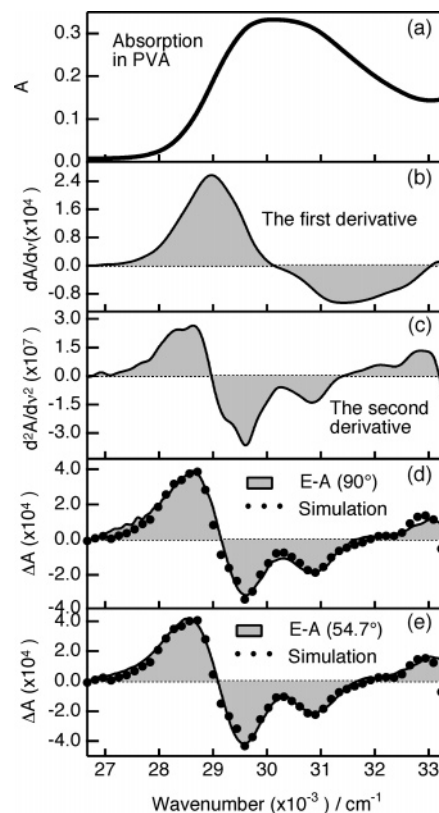 (a)
Absorption
in PVA
A
0.3
0.2
0.1
0.0
(b)
The first derivative
dA/dν(x10⁴)
2.4
1.6
0.8
0.0
-0.8
(c)
The second
derivative
d²A/dν² (x10⁷)
3.0
1.5
0.0
-1.5
-3.0
(d)
E-A (90°)
Simulation
ΔA (x10⁴)
4.0
2.0
0.0
-2.0
-4.0
(e)
E-A (54.7°)
Simulation
ΔA (x10⁴)
4.0
2.0
0.0
-2.0
-4.0
27 28 29 30 31 32 33
Wavenumber (x10⁻³) / cm⁻¹